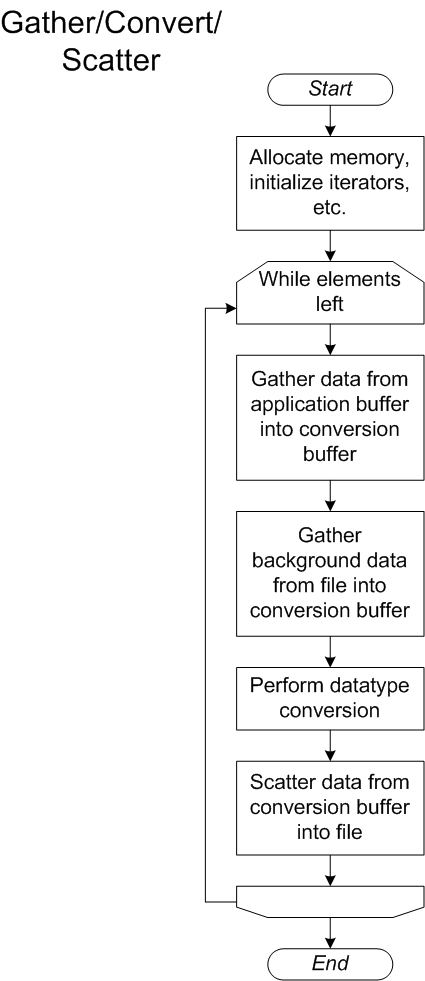 Gather/Convert/
Scatter
Start
Allocate memory,
initialize iterators,
etc.
While elements
left
Gather data from
application buffer
into conversion
buffer
Gather
background data
from file into
conversion buffer
Perform datatype
conversion
Scatter data from
conversion buffer
into file
End